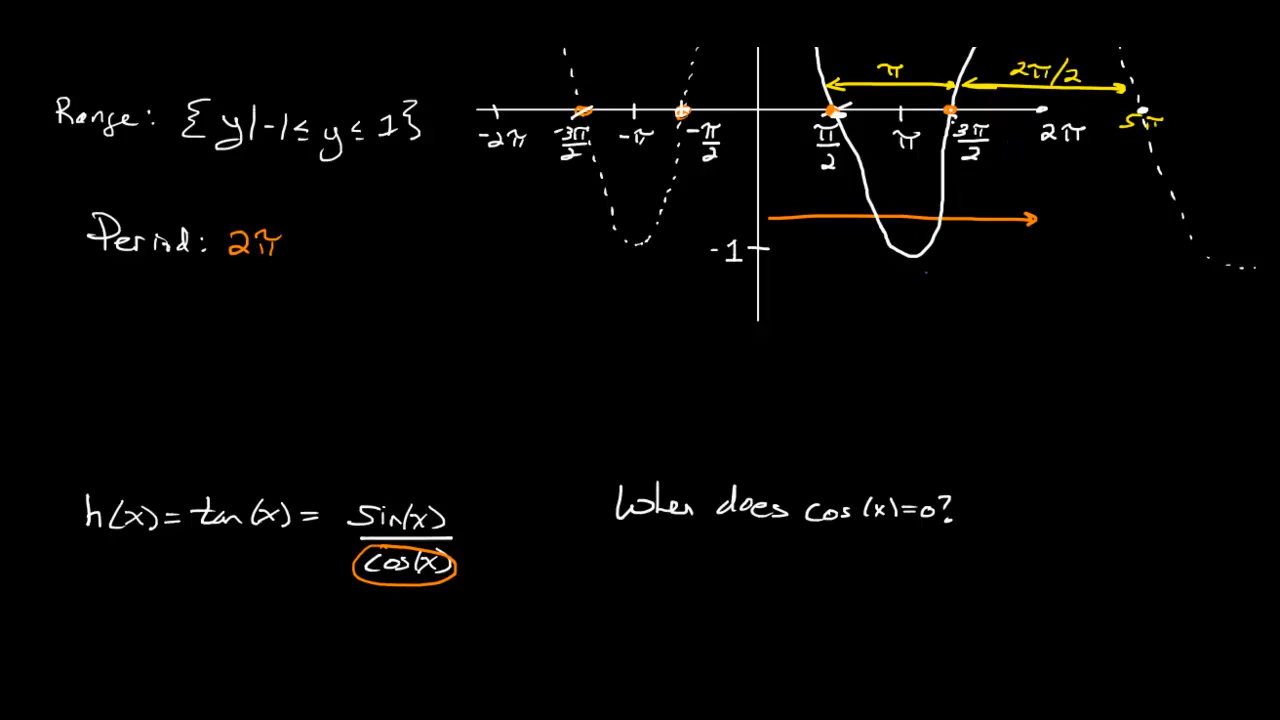 Range: { y | -1 ≤ y ≤ 1 }
Period: 2π
π
2π/2
-2π
-3π/2
-π
-π/2
π/2
π
3π/2
2π
5π
-1
h(x) = tan(x) = sin(x)/cos(x)
When does cos(x)=0?